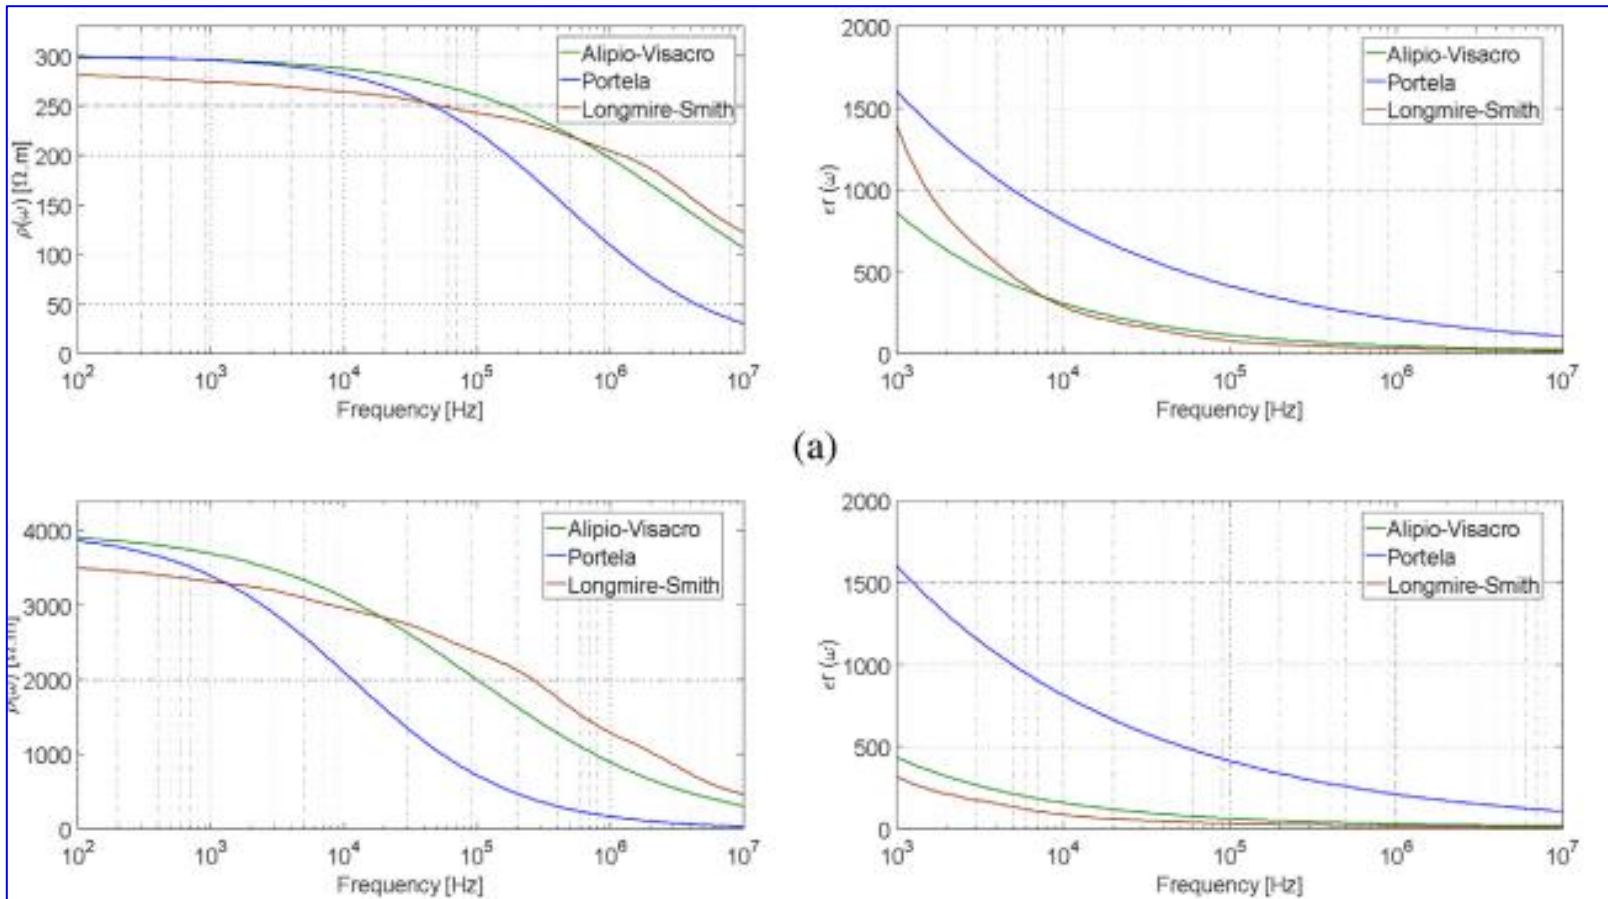 300
250
200
150
100
50
0
ρ(ω) [Ω.m]
10² 10³ 10⁴ 10⁵ 10⁶ 10⁷
Frequency [Hz]
Alipio-Visacro
Portela
Longmire-Smith
2000
1500
1000
500
0
εr (ω)
10³ 10⁴ 10⁵ 10⁶ 10⁷
Frequency [Hz]
Alipio-Visacro
Portela
Longmire-Smith
(a)
4000
3000
2000
1000
0
ρ(ω) [Ω.m]
10² 10³ 10⁴ 10⁵ 10⁶ 10⁷
Frequency [Hz]
Alipio-Visacro
Portela
Longmire-Smith
2000
1500
1000
500
0
εr (ω)
10³ 10⁴ 10⁵ 10⁶ 10⁷
Frequency [Hz]
Alipio-Visacro
Portela
Longmire-Smith